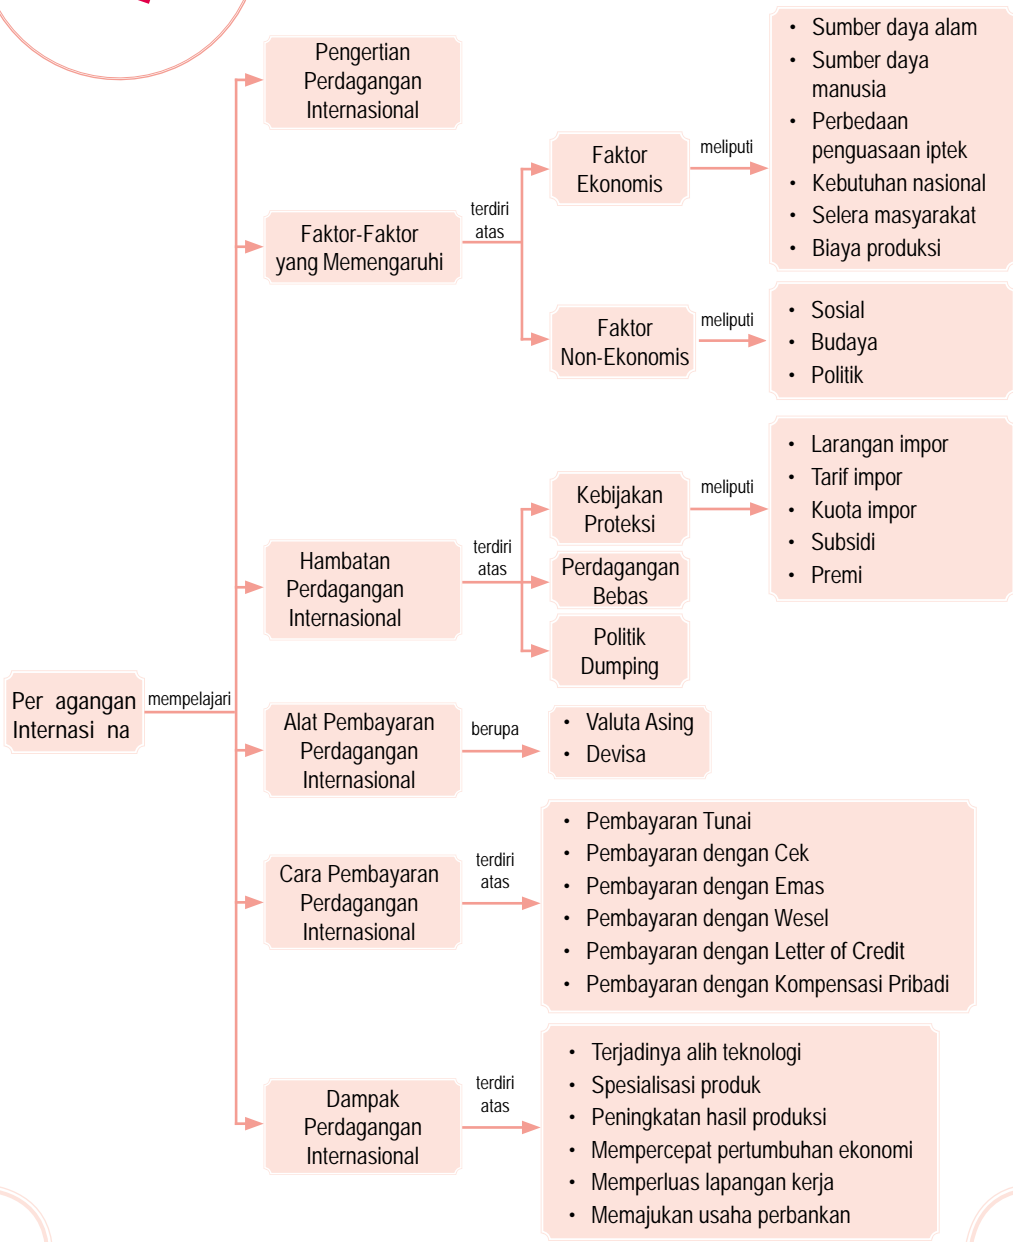 Per agangan
Internasi na
mempelajari
Pengertian
Perdagangan
Internasional
Faktor-Faktor
yang Memengaruhi
terdiri
atas
Faktor
Ekonomis
meliputi
• Sumber daya alam
• Sumber daya
manusia
• Perbedaan
penguasaan iptek
• Kebutuhan nasional
• Selera masyarakat
• Biaya produksi
Faktor
Non-Ekonomis
meliputi
• Sosial
• Budaya
• Politik
Hambatan
Perdagangan
Internasional
terdiri
atas
Kebijakan
Proteksi
meliputi
• Larangan impor
• Tarif impor
• Kuota impor
• Subsidi
• Premi
Perdagangan
Bebas
Politik
Dumping
Alat Pembayaran
Perdagangan
Internasional
berupa
• Valuta Asing
• Devisa
Cara Pembayaran
Perdagangan
Internasional
terdiri
atas
• Pembayaran Tunai
• Pembayaran dengan Cek
• Pembayaran dengan Emas
• Pembayaran dengan Wesel
• Pembayaran dengan Letter of Credit
• Pembayaran dengan Kompensasi Pribadi
Dampak
Perdagangan
Internasional
terdiri
atas
• Terjadinya alih teknologi
• Spesialisasi produk
• Peningkatan hasil produksi
• Mempercepat pertumbuhan ekonomi
• Memperluas lapangan kerja
• Memajukan usaha perbankan